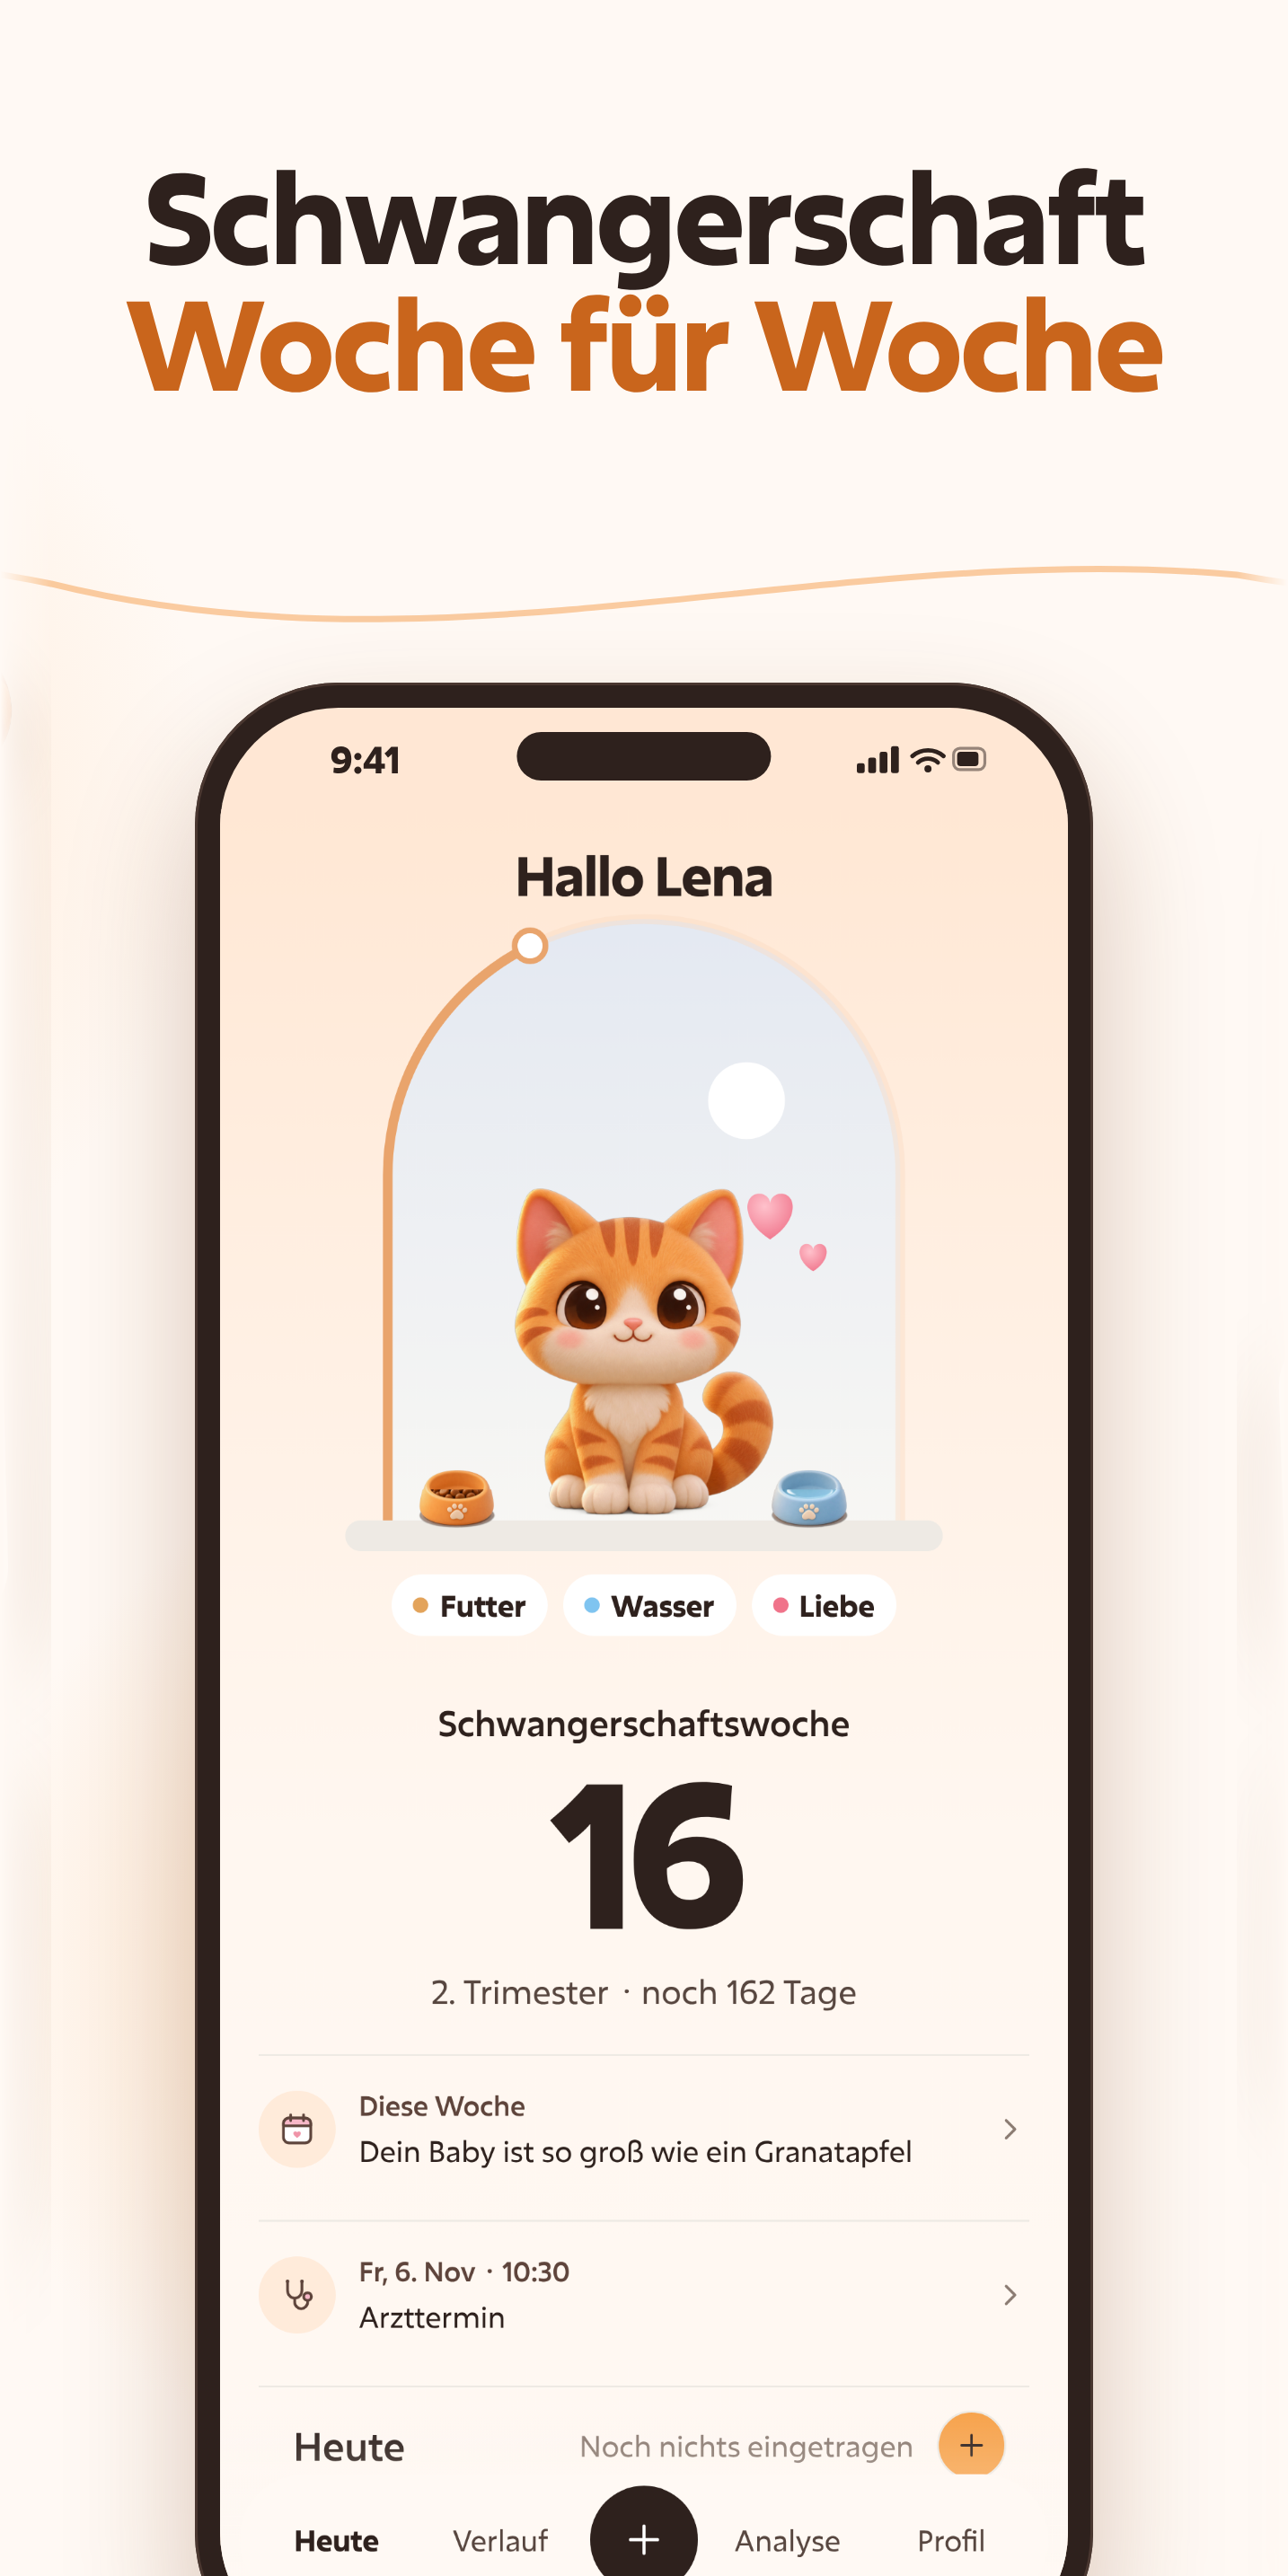 Schwangerschaft
Woche für Woche
9:41
Hallo Lena
Futter
Wasser
Liebe
Schwangerschaftswoche
16
2. Trimester · noch 162 Tage
Diese Woche
Dein Baby ist so groß wie ein Granatapfel
Fr, 6. Nov · 10:30
Arzttermin
Heute
Noch nichts eingetragen
Heute
Verlauf
Analyse
Profil